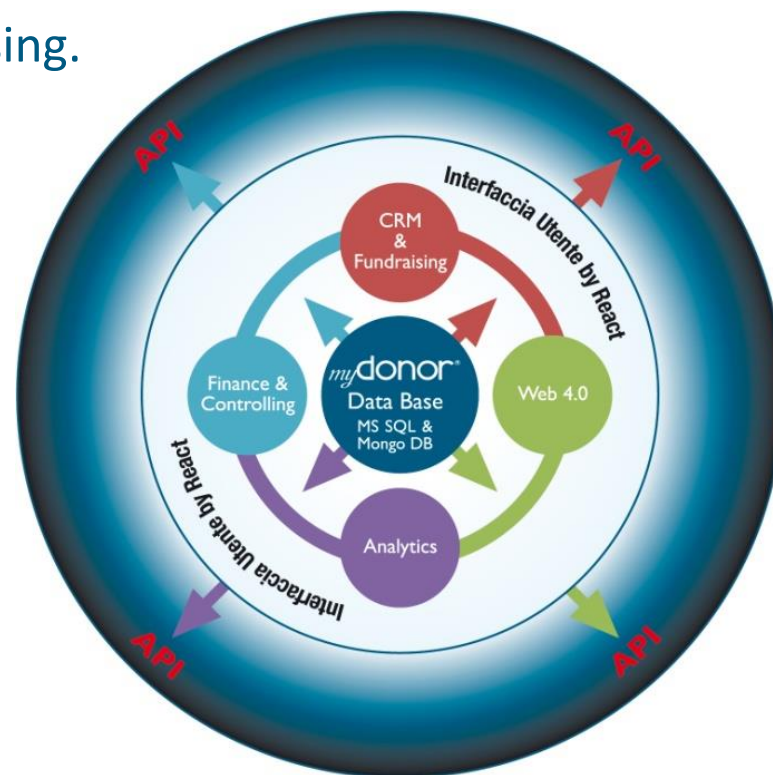 ing.
API
API
Interfaccia Utente by React
CRM
&
Fundraising
Finance &
Controlling
mydonor®
Data Base
MS SQL &
Mongo DB
Web 4.0
Analytics
Interfaccia Utente by React
API
API